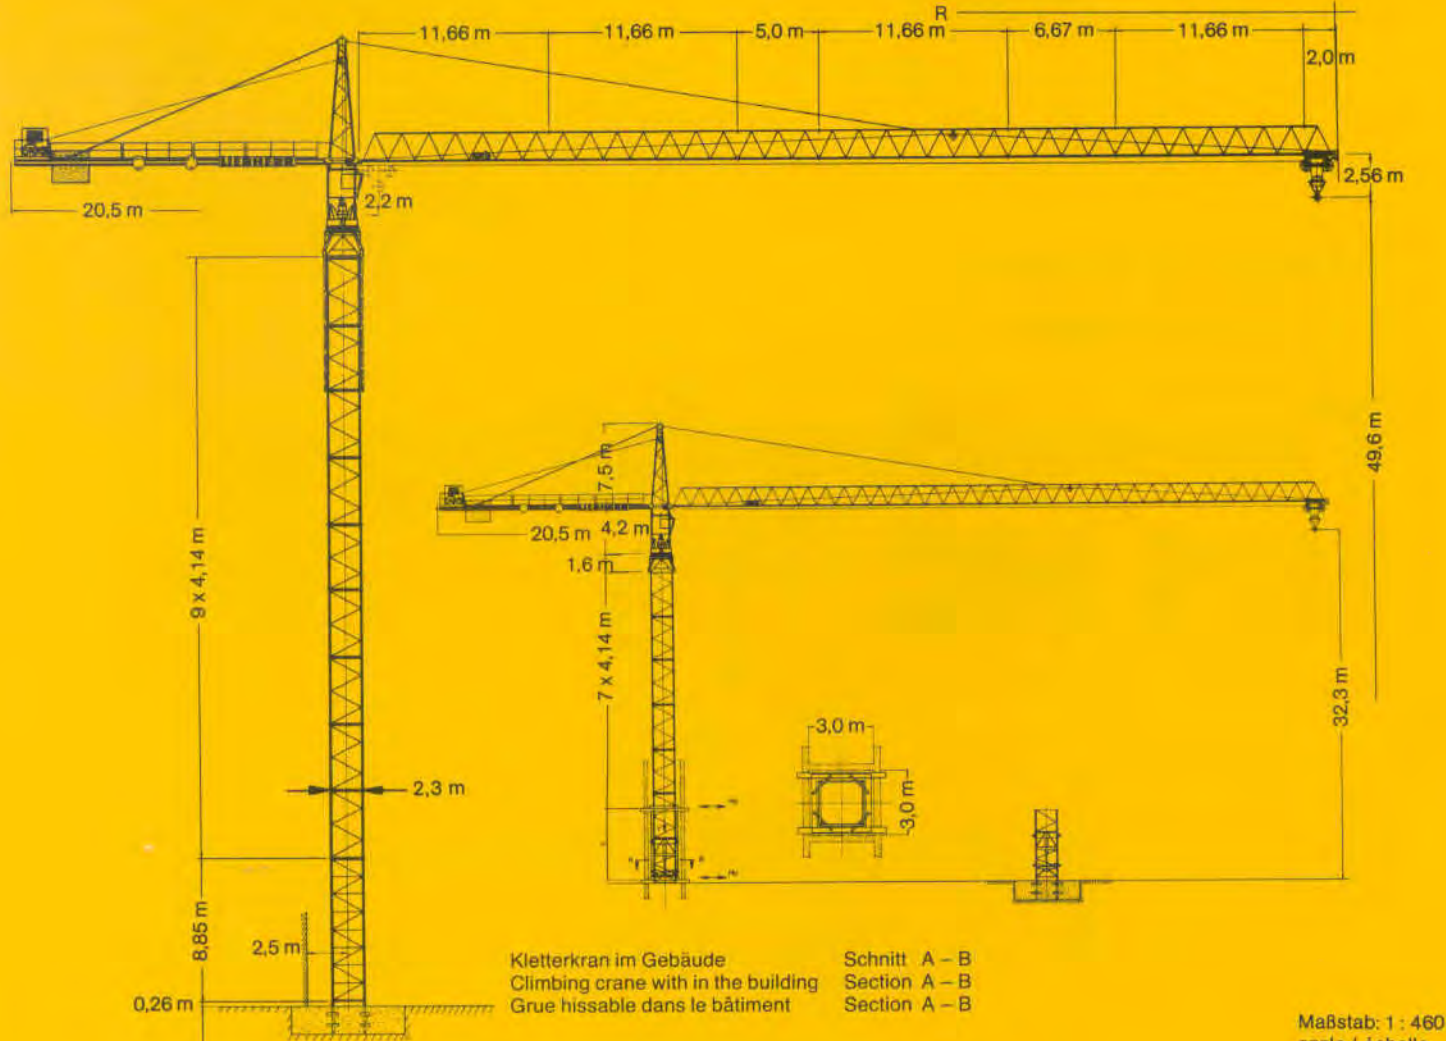 R
11,66 m
11,66 m
5,0 m
11,66 m
6,67 m
11,66 m
2,0 m
LIEBHERR
20,5 m
2,2 m
2,56 m
49,6 m
9 x 4,14 m
7,5 m
20,5 m
4,2 m
1,6 m
7 x 4,14 m
32,3 m
3,0 m
3,0 m
2,3 m
8,85 m
2,5 m
0,26 m
Kletterkran im Gebäude Schnitt A – B
Climbing crane with in the building Section A – B
Grue hissable dans le bâtiment Section A – B
Maßstab: 1 : 460